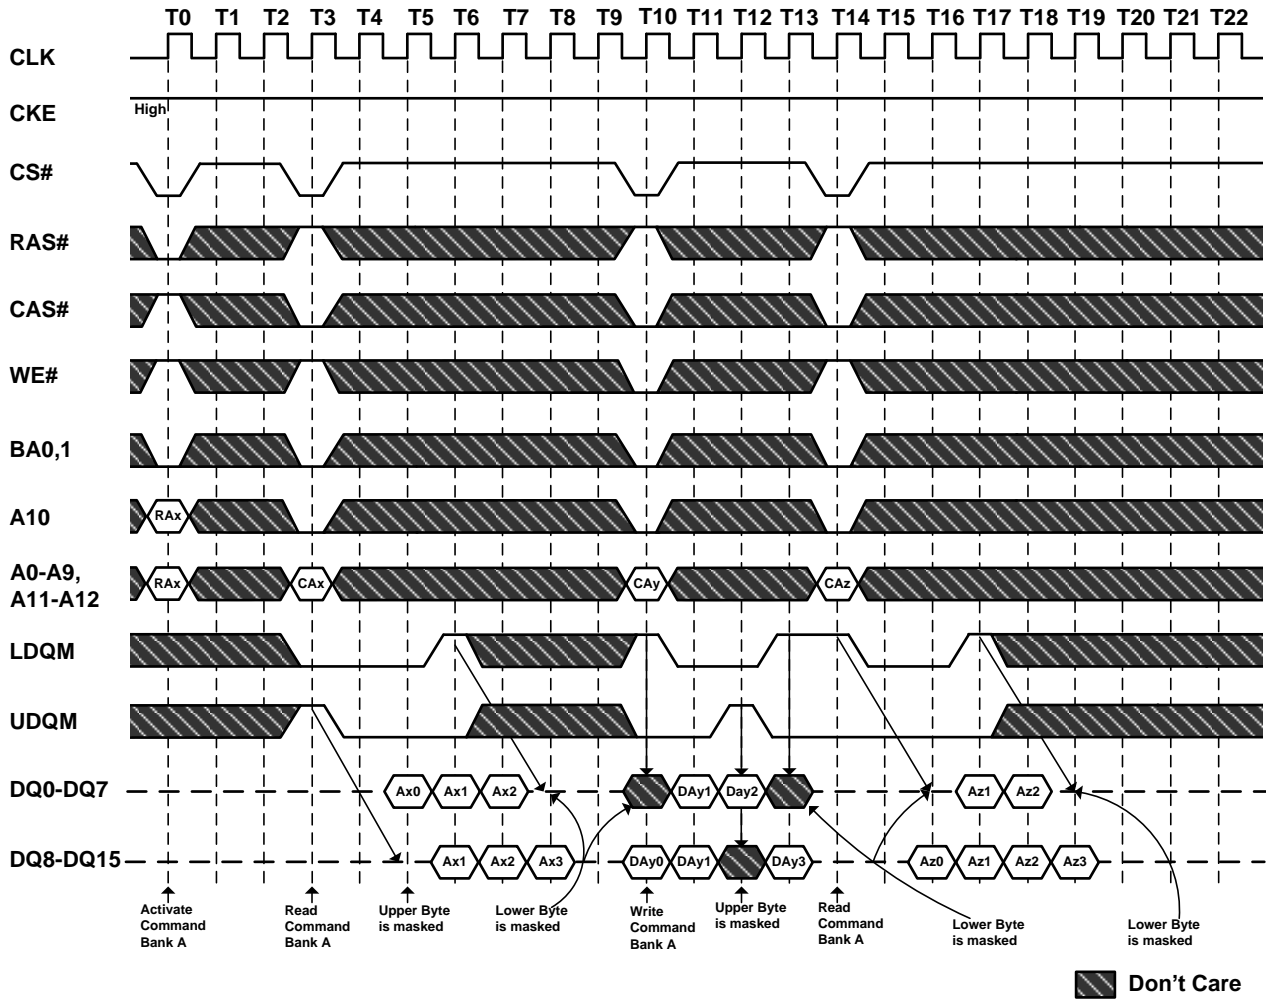 T0 T1 T2 T3 T4 T5 T6 T7 T8 T9 T10 T11 T12 T13 T14 T15 T16 T17 T18 T19 T20 T21 T22
CLK
CKE
High
CS#
RAS#
CAS#
WE#
BA0,1
A10
RAx
A0-A9,
A11-A12
RAx CAx CAy CAz
LDQM
UDQM
DQ0-DQ7
Ax0 Ax1 Ax2 DAy1 Day2 Az1 Az2
DQ8-DQ15
Ax1 Ax2 Ax3 DAy0 DAy1 DAy3 Az0 Az1 Az2 Az3
Activate
Command
Bank A
Read
Command
Bank A
Upper Byte
is masked
Lower Byte
is masked
Write
Command
Bank A
Upper Byte
is masked
Read
Command
Bank A
Lower Byte
is masked
Lower Byte
is masked
Don't Care